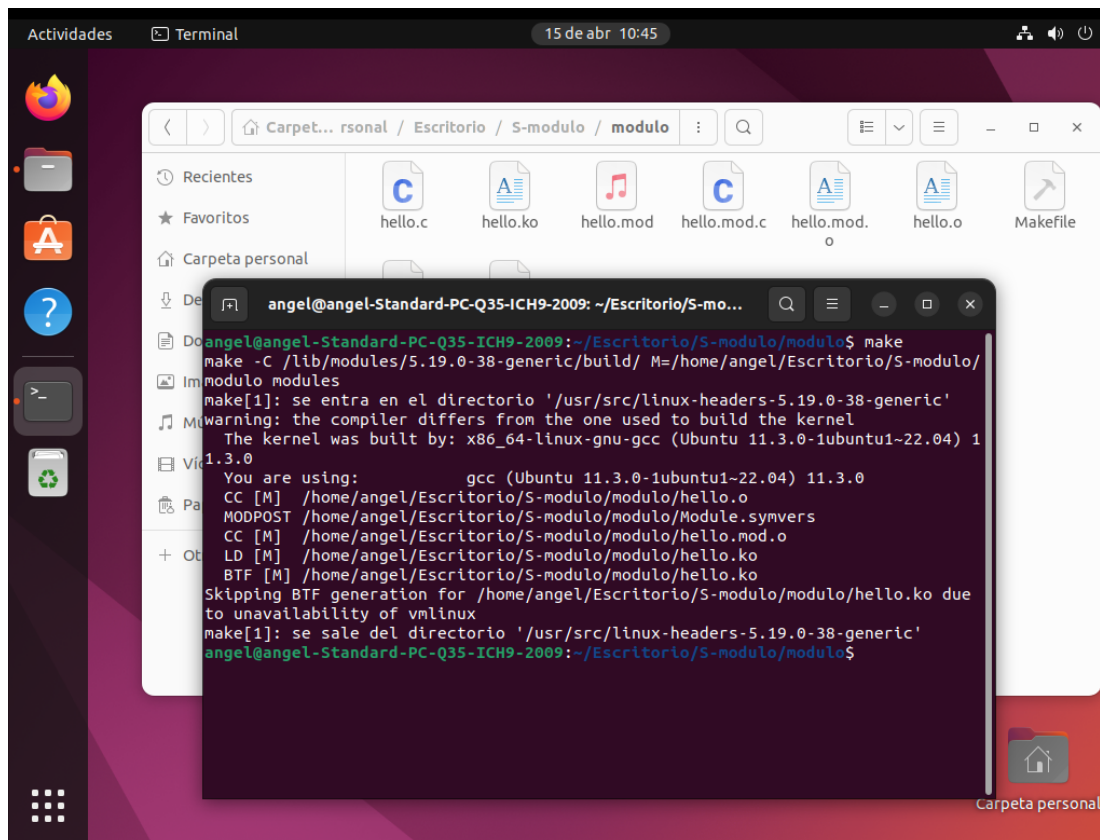 Actividades Terminal 15 de abr 10:45
Carpet... rsonal / Escritorio / S-modulo / modulo
Recientes
Favoritos
Carpeta personal
hello.c hello.ko hello.mod hello.mod.c hello.mod. hello.o Makefile
o
angel@angel-Standard-PC-Q35-ICH9-2009: ~/Escritorio/S-mo...
De
Do
Im
Mú
Víd
Pa
+ Ot
angel@angel-Standard-PC-Q35-ICH9-2009:~/Escritorio/S-modulo/modulo$ make
make -C /lib/modules/5.19.0-38-generic/build/ M=/home/angel/Escritorio/S-modulo/
modulo modules
make[1]: se entra en el directorio '/usr/src/linux-headers-5.19.0-38-generic'
warning: the compiler differs from the one used to build the kernel
  The kernel was built by: x86_64-linux-gnu-gcc (Ubuntu 11.3.0-1ubuntu1~22.04) 1
1.3.0
  You are using:           gcc (Ubuntu 11.3.0-1ubuntu1~22.04) 11.3.0
  CC [M]  /home/angel/Escritorio/S-modulo/modulo/hello.o
  MODPOST /home/angel/Escritorio/S-modulo/modulo/Module.symvers
  CC [M]  /home/angel/Escritorio/S-modulo/modulo/hello.mod.o
  LD [M]  /home/angel/Escritorio/S-modulo/modulo/hello.ko
  BTF [M] /home/angel/Escritorio/S-modulo/modulo/hello.ko
Skipping BTF generation for /home/angel/Escritorio/S-modulo/modulo/hello.ko due
to unavailability of vmlinux
make[1]: se sale del directorio '/usr/src/linux-headers-5.19.0-38-generic'
angel@angel-Standard-PC-Q35-ICH9-2009:~/Escritorio/S-modulo/modulo$
Carpeta personal